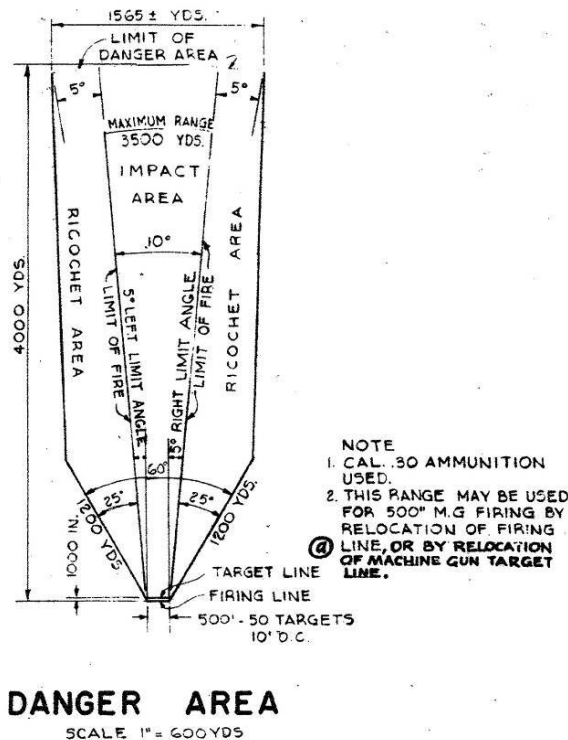 1565 ± YDS.
LIMIT OF
DANGER AREA
5°
5°
MAXIMUM RANGE
3500 YDS.
IMPACT
AREA
10°
RICOCHET AREA
RICOCHET AREA
4000 YDS.
LIMIT OF FIRE
5° LEFT LIMIT ANGLE
5° RIGHT LIMIT ANGLE
LIMIT OF FIRE
60°
25°
25°
1200 YDS.
1200 YDS.
1000 IN.
TARGET LINE
FIRING LINE
500' - 50 TARGETS
10' O.C.
NOTE
1. CAL. .30 AMMUNITION
USED.
2. THIS RANGE MAY BE USED
FOR 500" M.G FIRING BY
RELOCATION OF FIRING
@ LINE, OR BY RELOCATION
OF MACHINE GUN TARGET
LINE.
DANGER AREA
SCALE 1" = 600YDS